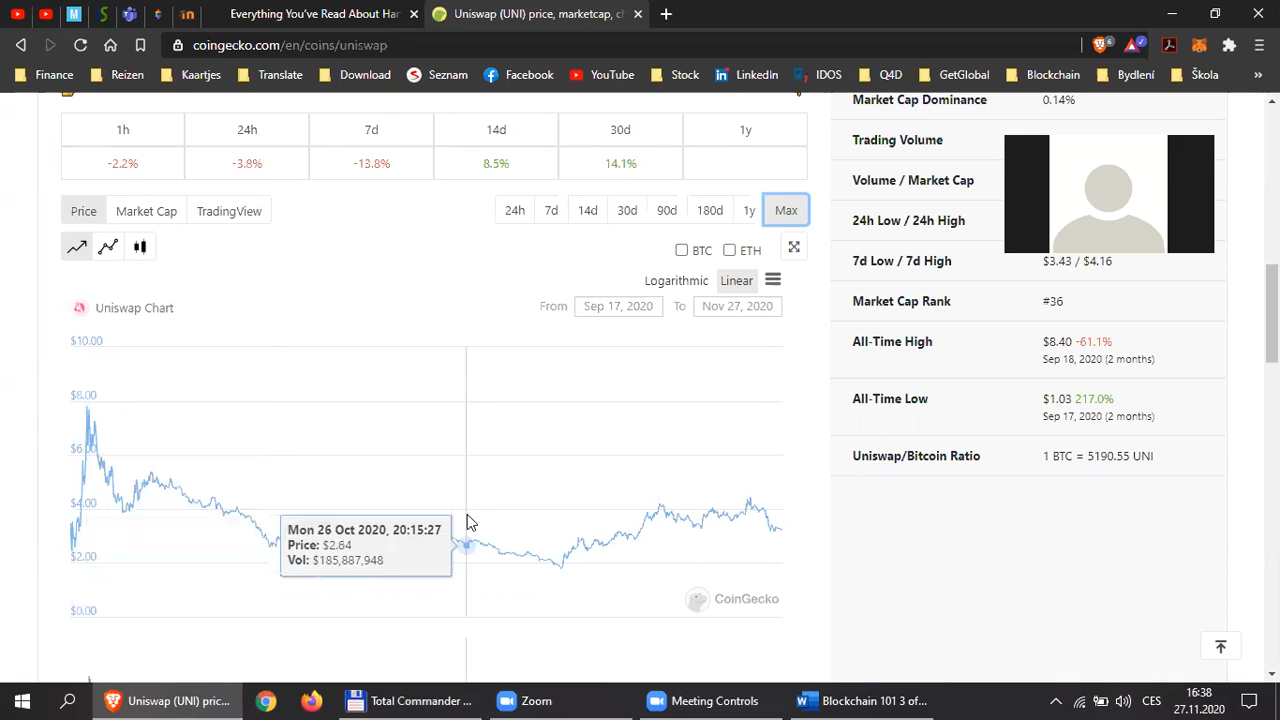 Everything You've Read About Har
Uniswap (UNI) price, marketcap, c
coingecko.com/en/coins/uniswap
Finance
Reizen
Kaartjes
Translate
Download
Seznam
Facebook
YouTube
Stock
LinkedIn
IDOS
Q4D
GetGlobal
Blockchain
Bydlení
Škola
1h 24h 7d 14d 30d 1y
-2.2% -3.8% -13.8% 8.5% 14.1%
Price Market Cap TradingView
24h 7d 14d 30d 90d 180d 1y Max
BTC ETH
Logarithmic Linear
Uniswap Chart
From Sep 17, 2020 To Nov 27, 2020
$10.00
$8.00
$6.00
$4.00
$2.00
$0.00
Mon 26 Oct 2020, 20:15:27
Price: $2.64
Vol: $185,887,948
CoinGecko
Market Cap Dominance 0.14%
Trading Volume
Volume / Market Cap
24h Low / 24h High
7d Low / 7d High $3.43 / $4.16
Market Cap Rank #36
All-Time High $8.40 -61.1%
Sep 18, 2020 (2 months)
All-Time Low $1.03 217.0%
Sep 17, 2020 (2 months)
Uniswap/Bitcoin Ratio 1 BTC = 5190.55 UNI
Uniswap (UNI) pric...
Total Commander ...
Zoom
Meeting Controls
Blockchain 101 3 of...
CES
16:38
27.11.2020